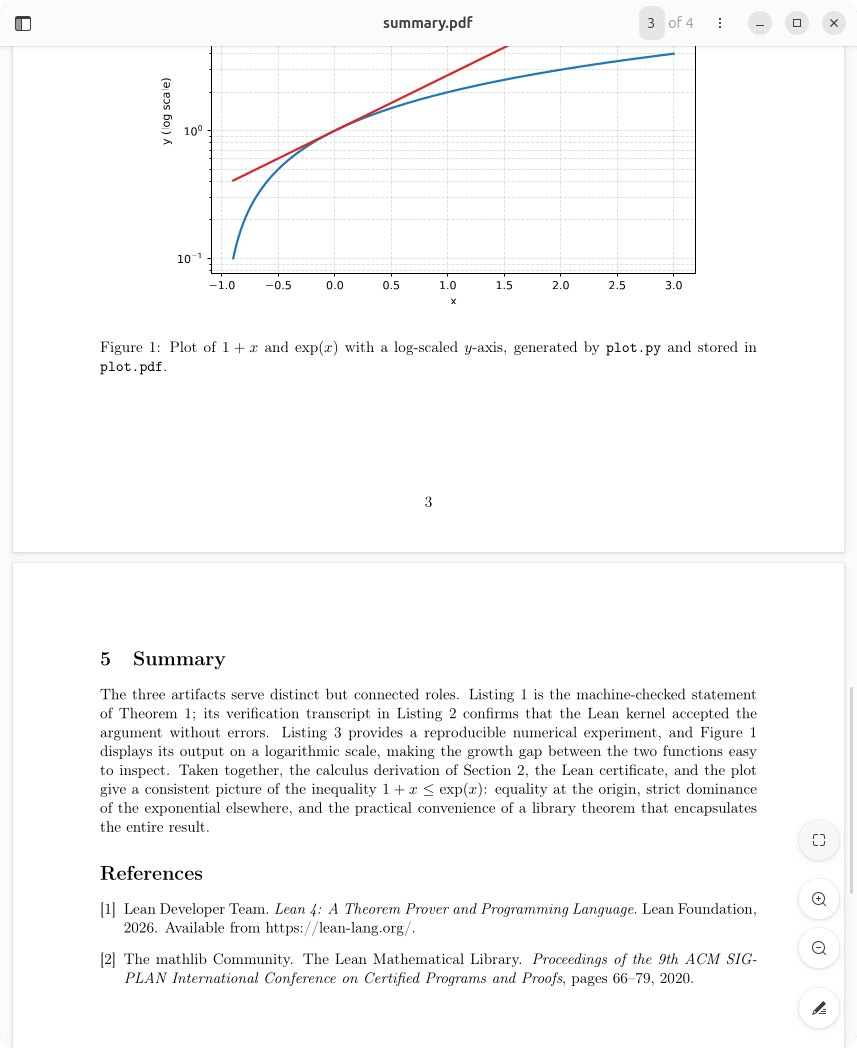 summary.pdf
3 of 4
y (log scale)
10⁰
10⁻¹
−1.0 −0.5 0.0 0.5 1.0 1.5 2.0 2.5 3.0
x
Figure 1: Plot of 1 + x and exp(x) with a log-scaled y-axis, generated by plot.py and stored in
plot.pdf.
3
5 Summary
The three artifacts serve distinct but connected roles. Listing 1 is the machine-checked statement
of Theorem 1; its verification transcript in Listing 2 confirms that the Lean kernel accepted the
argument without errors. Listing 3 provides a reproducible numerical experiment, and Figure 1
displays its output on a logarithmic scale, making the growth gap between the two functions easy
to inspect. Taken together, the calculus derivation of Section 2, the Lean certificate, and the plot
give a consistent picture of the inequality 1 + x ≤ exp(x): equality at the origin, strict dominance
of the exponential elsewhere, and the practical convenience of a library theorem that encapsulates
the entire result.
References
[1] Lean Developer Team. Lean 4: A Theorem Prover and Programming Language. Lean Foundation,
2026. Available from https://lean-lang.org/.
[2] The mathlib Community. The Lean Mathematical Library. Proceedings of the 9th ACM SIG-
PLAN International Conference on Certified Programs and Proofs, pages 66–79, 2020.